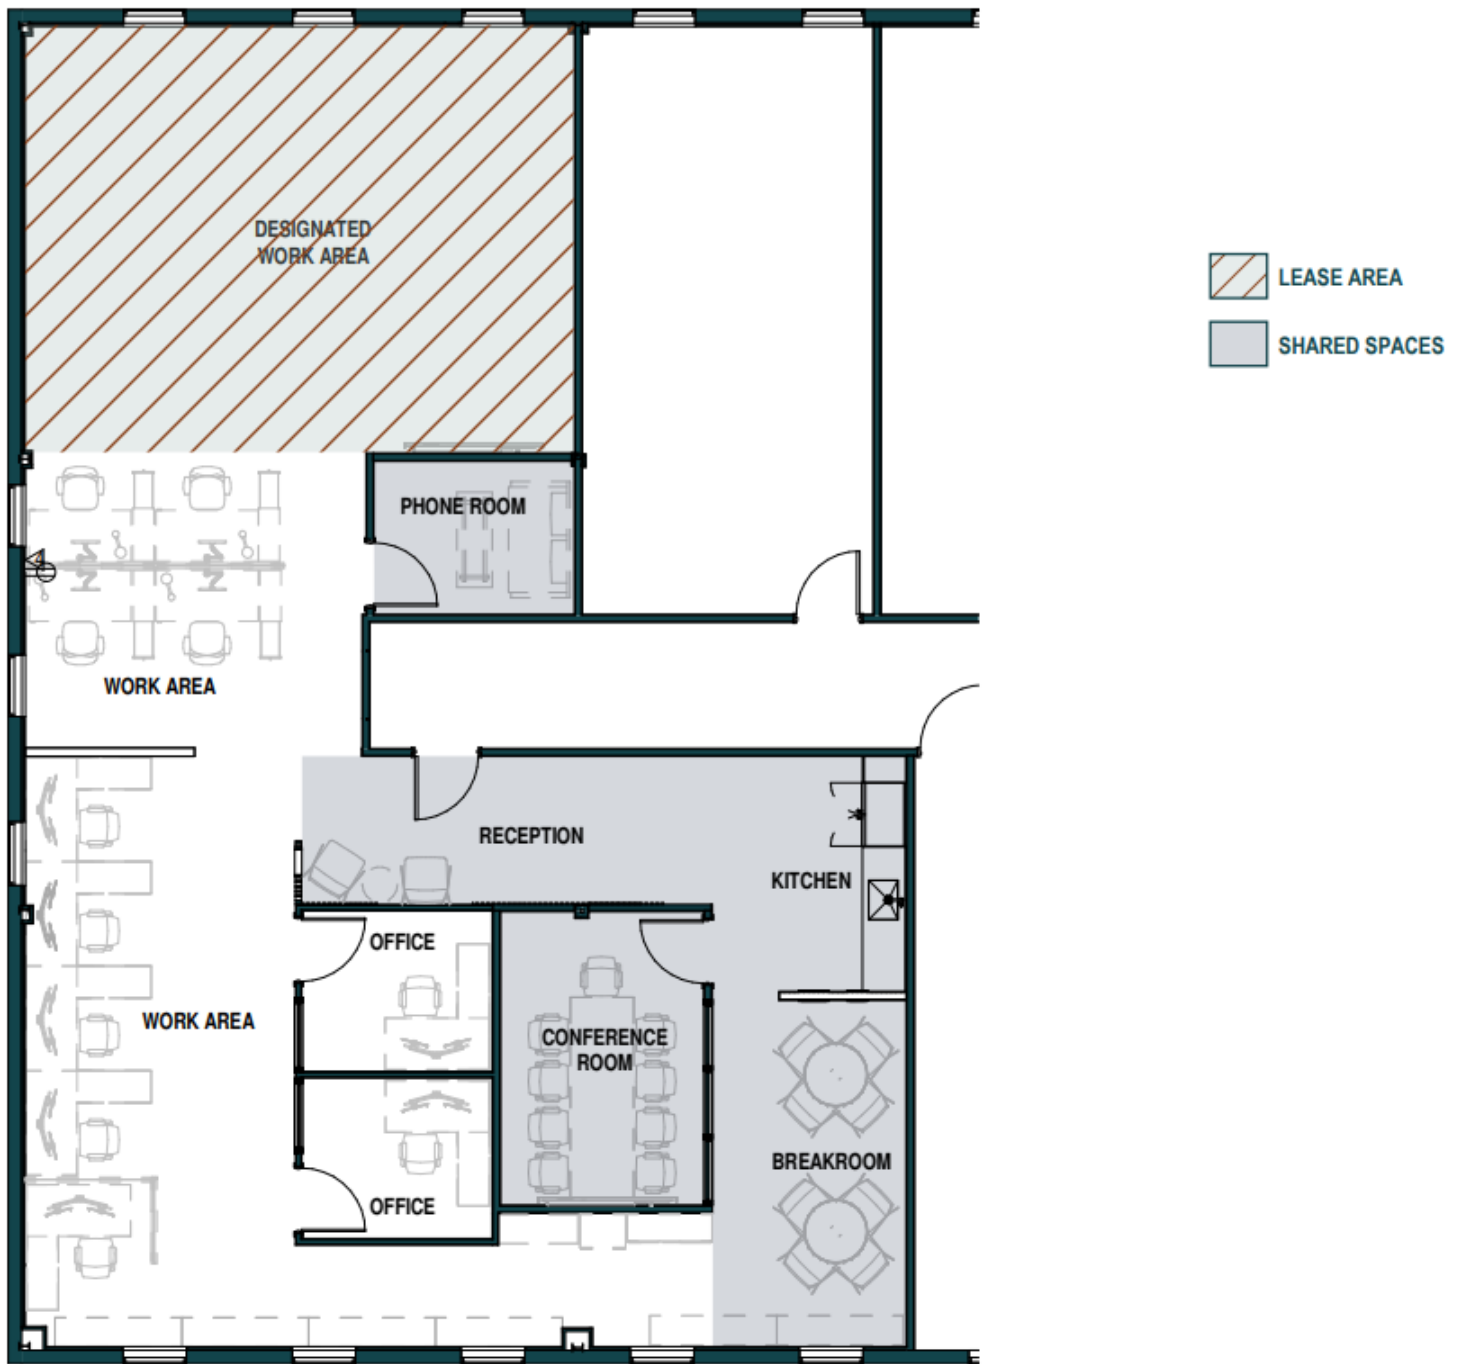 DESIGNATED
WORK AREA
LEASE AREA
SHARED SPACES
PHONE ROOM
WORK AREA
RECEPTION
KITCHEN
OFFICE
WORK AREA
CONFERENCE
ROOM
BREAKROOM
OFFICE